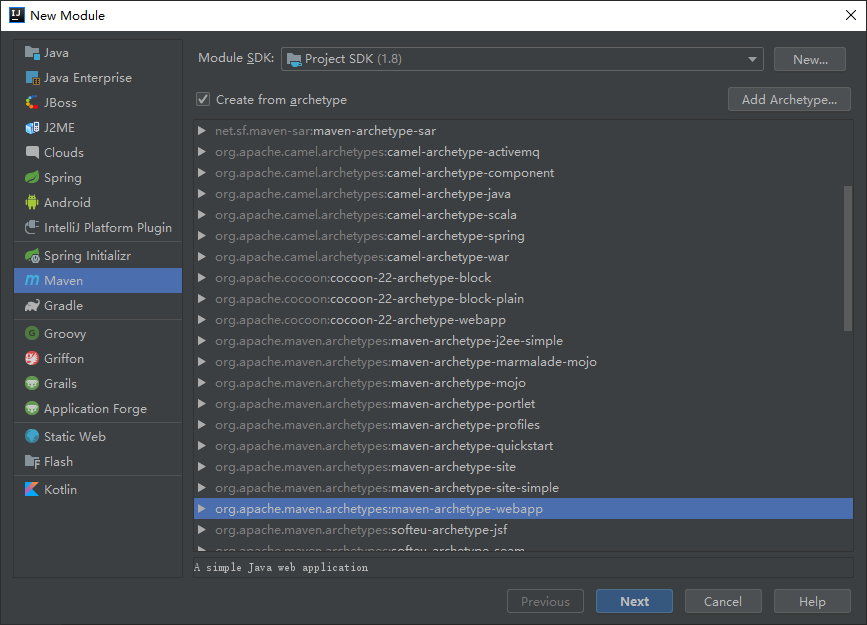 New Module
Java
Java Enterprise
JBoss
J2ME
Clouds
Spring
Android
IntelliJ Platform Plugin
Spring Initializr
Maven
Gradle
Groovy
Griffon
Grails
Application Forge
Static Web
Flash
Kotlin
Module SDK: Project SDK (1.8) New...
Create from archetype Add Archetype...
net.sf.maven-sar:maven-archetype-sar
org.apache.camel.archetypes:camel-archetype-activemq
org.apache.camel.archetypes:camel-archetype-component
org.apache.camel.archetypes:camel-archetype-java
org.apache.camel.archetypes:camel-archetype-scala
org.apache.camel.archetypes:camel-archetype-spring
org.apache.camel.archetypes:camel-archetype-war
org.apache.cocoon:cocoon-22-archetype-block
org.apache.cocoon:cocoon-22-archetype-block-plain
org.apache.cocoon:cocoon-22-archetype-webapp
org.apache.maven.archetypes:maven-archetype-j2ee-simple
org.apache.maven.archetypes:maven-archetype-marmalade-mojo
org.apache.maven.archetypes:maven-archetype-mojo
org.apache.maven.archetypes:maven-archetype-portlet
org.apache.maven.archetypes:maven-archetype-profiles
org.apache.maven.archetypes:maven-archetype-quickstart
org.apache.maven.archetypes:maven-archetype-site
org.apache.maven.archetypes:maven-archetype-site-simple
org.apache.maven.archetypes:maven-archetype-webapp
org.apache.maven.archetypes:softeu-archetype-jsf
org.apache.maven.archetypes:softeu-archetype-seam
A simple Java web application
Previous Next Cancel Help